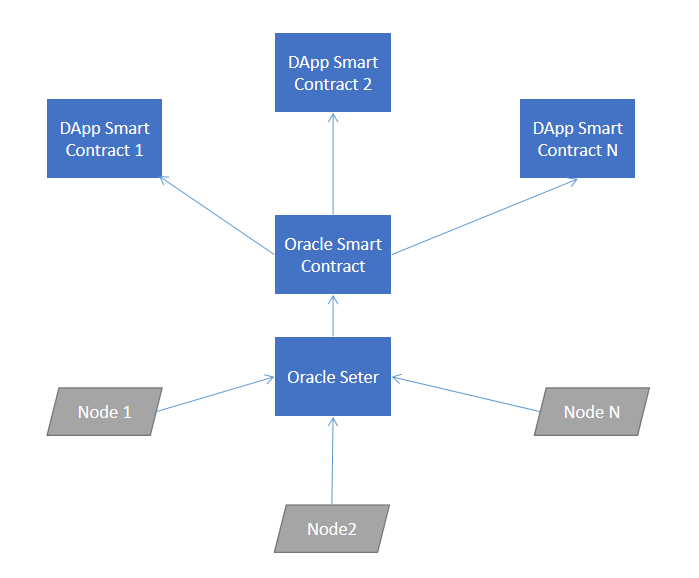 DApp Smart
Contract 2
DApp Smart
Contract 1
DApp Smart
Contract N
Oracle Smart
Contract
Oracle Seter
Node 1
Node N
Node2